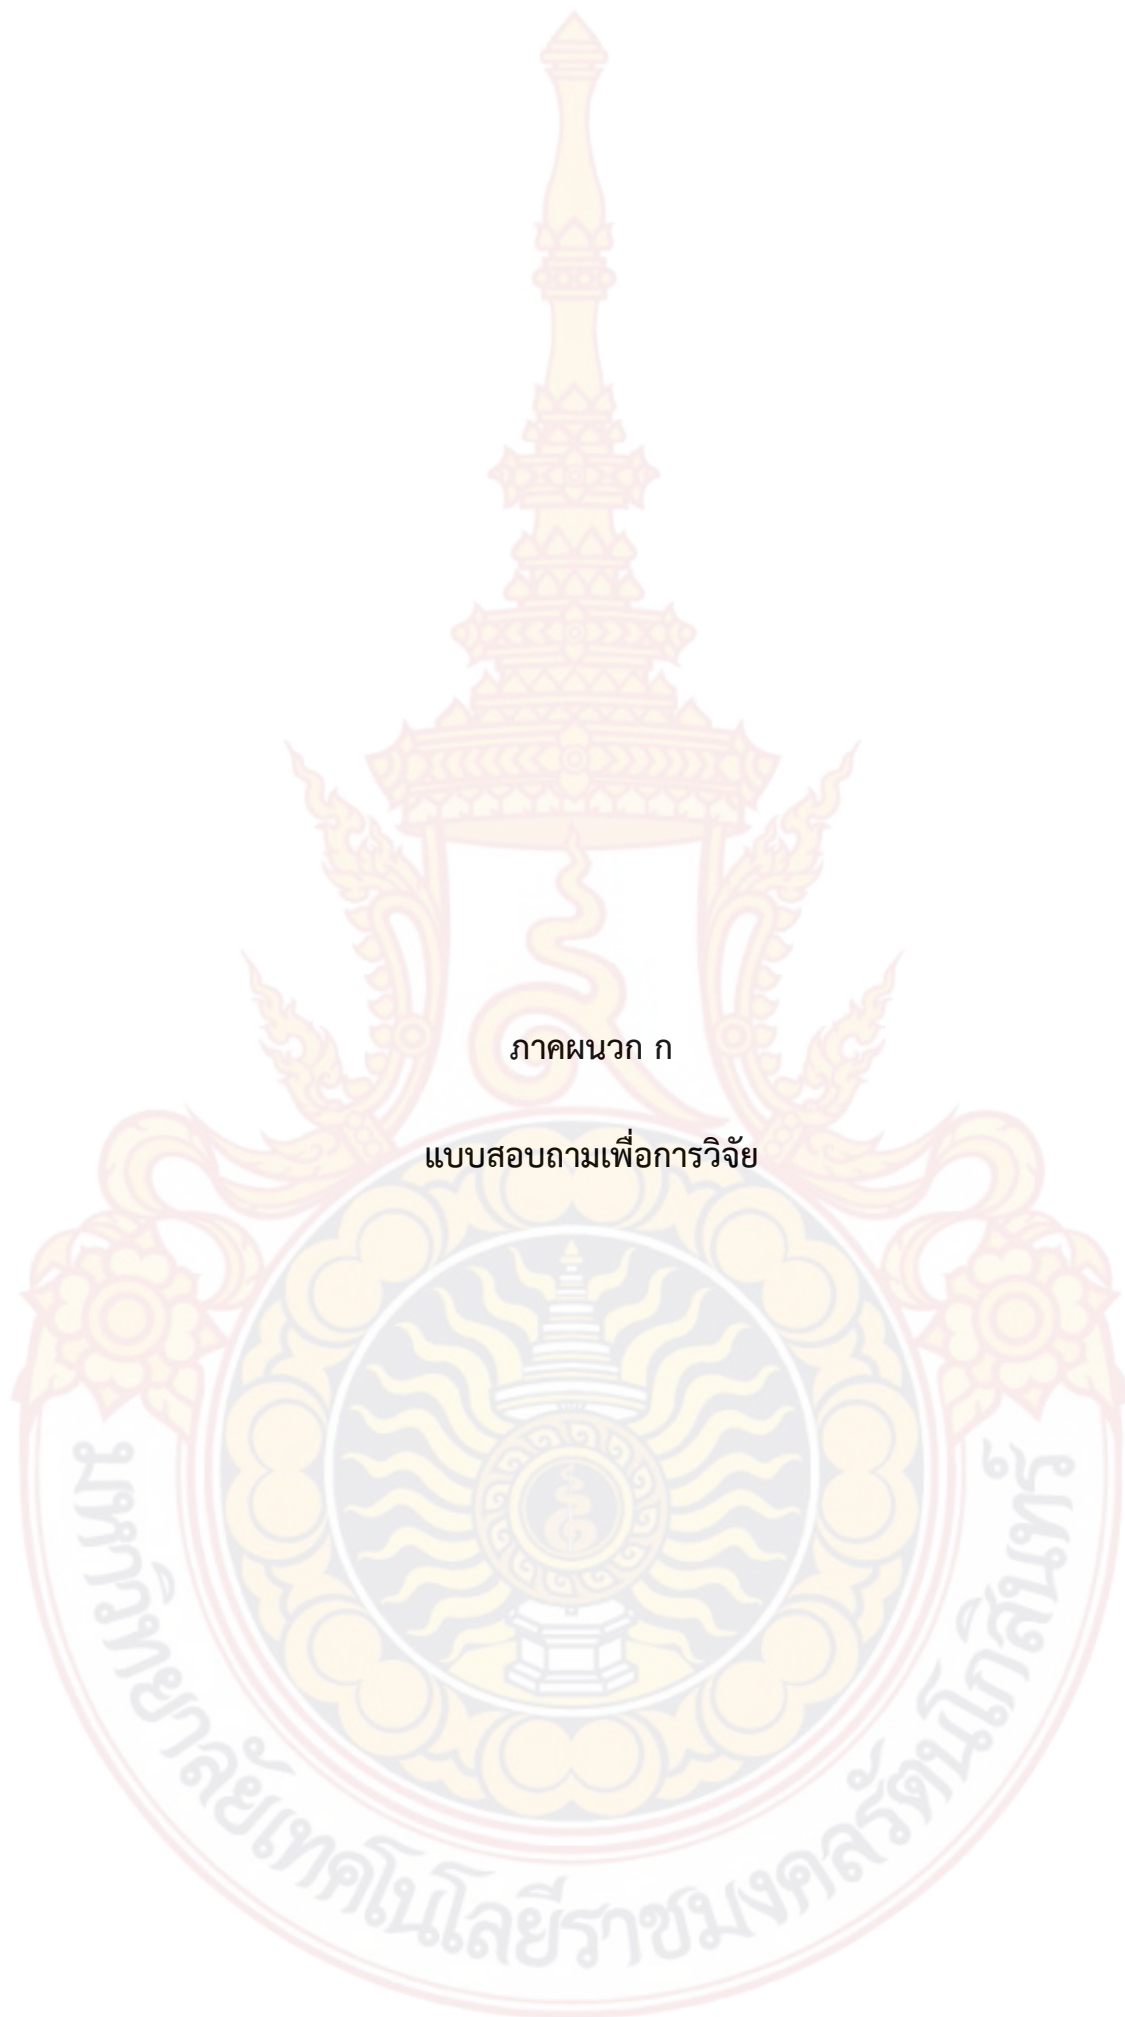 ภาคผนวก ก
แบบสอบถามเพื่อการวิจัย
มหาวิทยาลัยเทคโนโลยีราชมงคลรัตนโกสินทร์